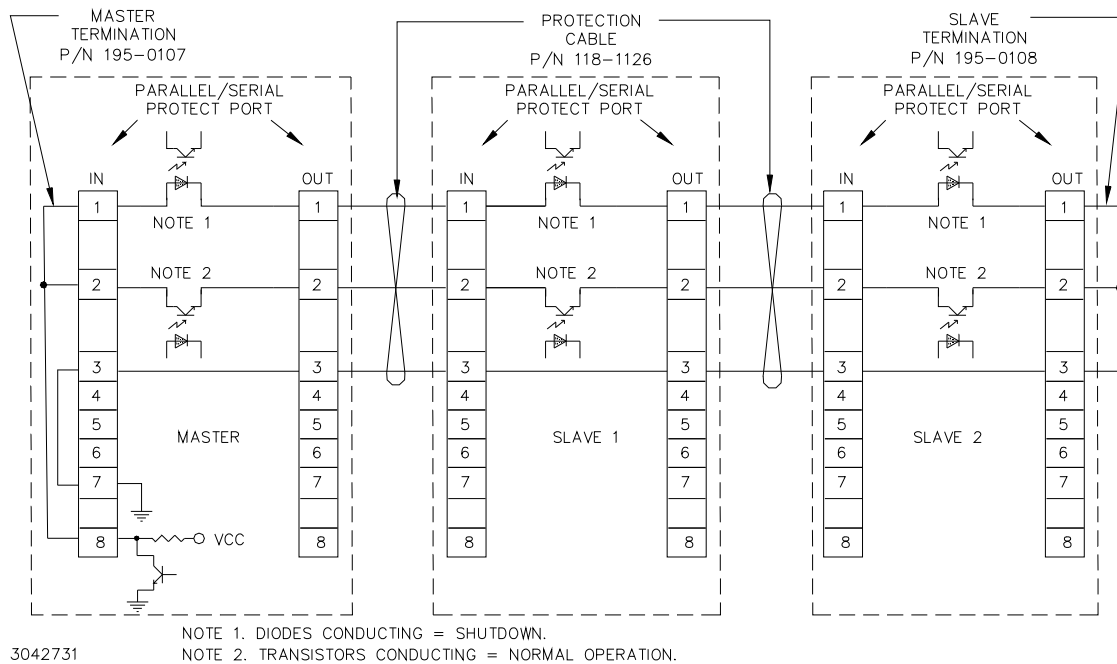 MASTER
TERMINATION
P/N 195-0107
PROTECTION
CABLE
P/N 118-1126
SLAVE
TERMINATION
P/N 195-0108
PARALLEL/SERIAL
PROTECT PORT
PARALLEL/SERIAL
PROTECT PORT
PARALLEL/SERIAL
PROTECT PORT
IN
OUT
IN
OUT
IN
OUT
1
1
1
1
1
1
NOTE 1
NOTE 1
NOTE 1
NOTE 2
NOTE 2
NOTE 2
2
2
2
2
2
2
3
3
3
3
3
3
4
4
4
4
4
4
5
5
5
5
5
5
MASTER
SLAVE 1
SLAVE 2
6
6
6
6
6
6
7
7
7
7
7
7
8
VCC
8
8
8
8
8
NOTE 1. DIODES CONDUCTING = SHUTDOWN.
3042731
NOTE 2. TRANSISTORS CONDUCTING = NORMAL OPERATION.